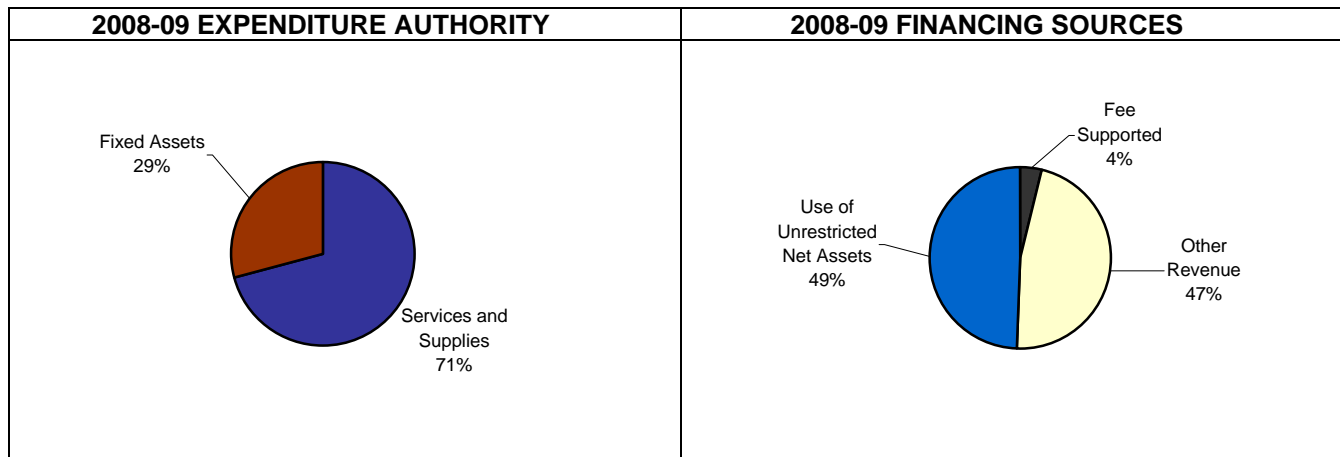 2008-09 EXPENDITURE AUTHORITY
Fixed Assets
29%
Services and
Supplies
71%
2008-09 FINANCING SOURCES
Fee
Supported
4%
Use of
Unrestricted
Net Assets
49%
Other
Revenue
47%